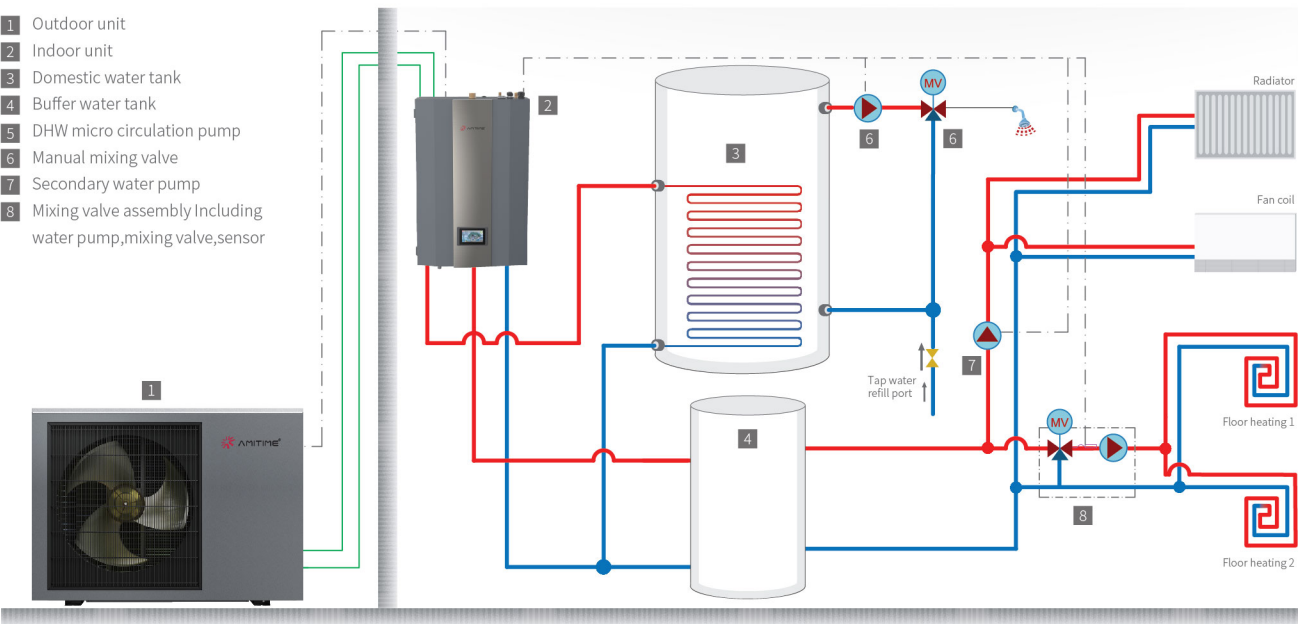 1 Outdoor unit
2 Indoor unit
3 Domestic water tank
4 Buffer water tank
5 DHW micro circulation pump
6 Manual mixing valve
7 Secondary water pump
8 Mixing valve assembly Including
water pump,mixing valve,sensor
2
AMITIME
3
MV
6
6
Radiator
Fan coil
7
Tap water
refill port
1
AMITIME
4
MV
8
Floor heating 1
Floor heating 2